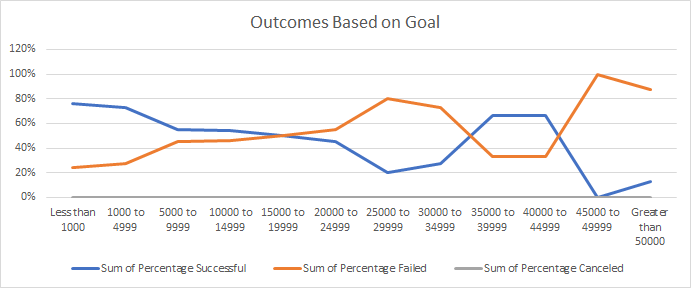 Outcomes Based on Goal
120%
100%
80%
60%
40%
20%
0%
Less than
1000
1000 to
4999
5000 to
9999
10000 to
14999
15000 to
19999
20000 to
24999
25000 to
29999
30000 to
34999
35000 to
39999
40000 to
44999
45000 to
49999
Greater
than
50000
Sum of Percentage Successful
Sum of Percentage Failed
Sum of Percentage Canceled